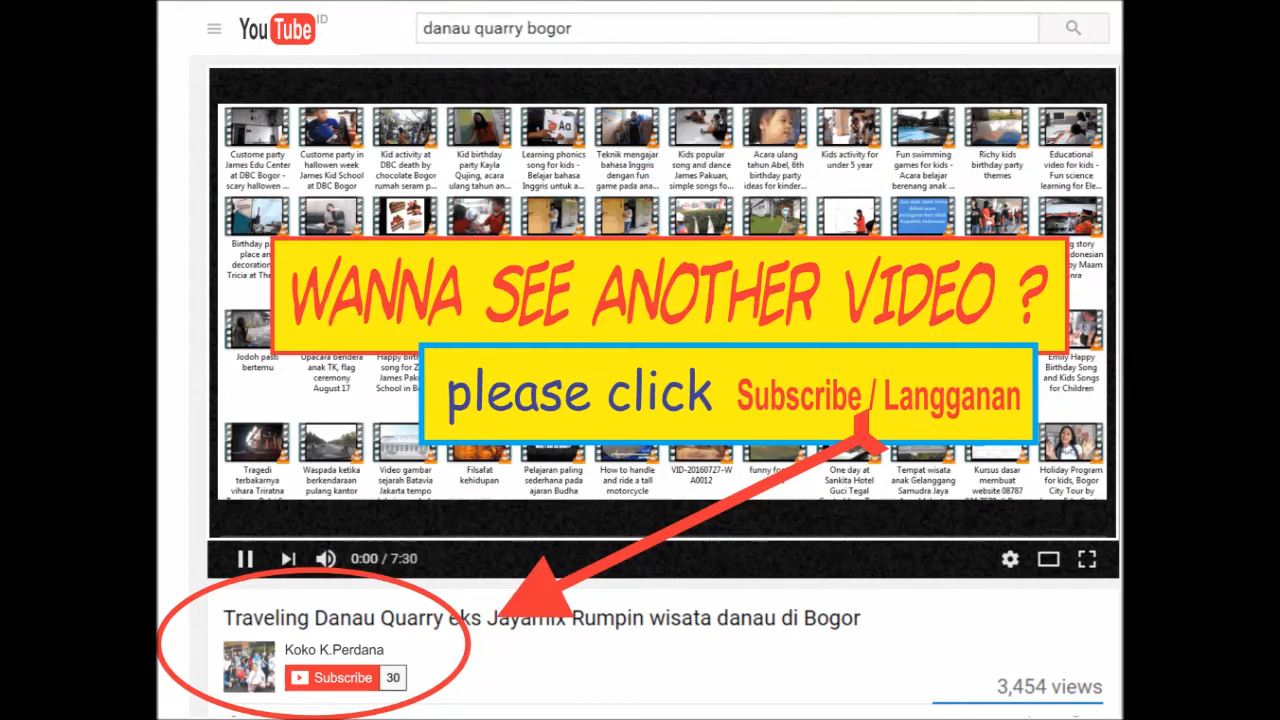 YouTube ID
danau quarry bogor
Custome party James Edu Center at DBC Bogor - scary hallowen ...
Custome party in hallowen week James Kid School at DBC Bogor
Kid activity at DBC death by chocolate Bogor rumah seram p...
Kid birthday party Kayla Qujing, acara ulang tahun an...
Learning phonics song for kids - Belajar bahasa Inggris untuk a...
Teknik mengajar bahasa Inggris dengan fun game pada ana...
Kids popular song and dance James Pakuan, simple songs fo...
Acara ulang tahun Abel, 6th birthday party ideas for kinder...
Kids activity for under 5 year
Fun swimming games for kids - Acara belajar berenang anak ...
Richy kids birthday party themes
Educational video for kids - Fun science learning for Ele...
Aa
WANNA SEE ANOTHER VIDEO ?
please click Subscribe / Langganan
Jodoh pasti bertemu
Upacara bendera anak TK, flag ceremony August 17
Emily Happy Birthday Song and Kids Songs for Children
Tragedi terbakarnya vihara Triratna
Waspada ketika berkendaraan pulang kantor
Video gambar sejarah Batavia Jakarta tempo
Filsafat kehidupan
Pelajaran paling sederhana pada ajaran Budha
How to handle and ride a tall motorcycle
VID-20160727-WA0012
funny fo
One day at Sankita Hotel Guci Tegal
Tempat wisata anak Gelanggang Samudra Jaya
Kursus dasar membuat website 08787
Holiday Program for kids, Bogor City Tour by
0:00 / 7:30
Traveling Danau Quarry eks Jayamix Rumpin wisata danau di Bogor
Koko K.Perdana
Subscribe 30
3,454 views